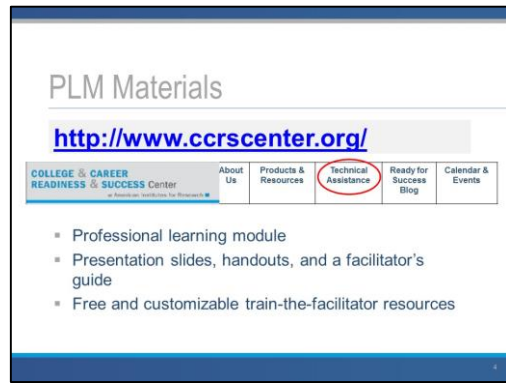 PLM Materials
http://www.ccrscenter.org/
COLLEGE & CAREER
READINESS & SUCCESS Center
at American Institutes for Research
About
Us
Products &
Resources
Technical
Assistance
Ready for
Success
Blog
Calendar &
Events
Professional learning module
Presentation slides, handouts, and a facilitator's
guide
Free and customizable train-the-facilitator resources
4